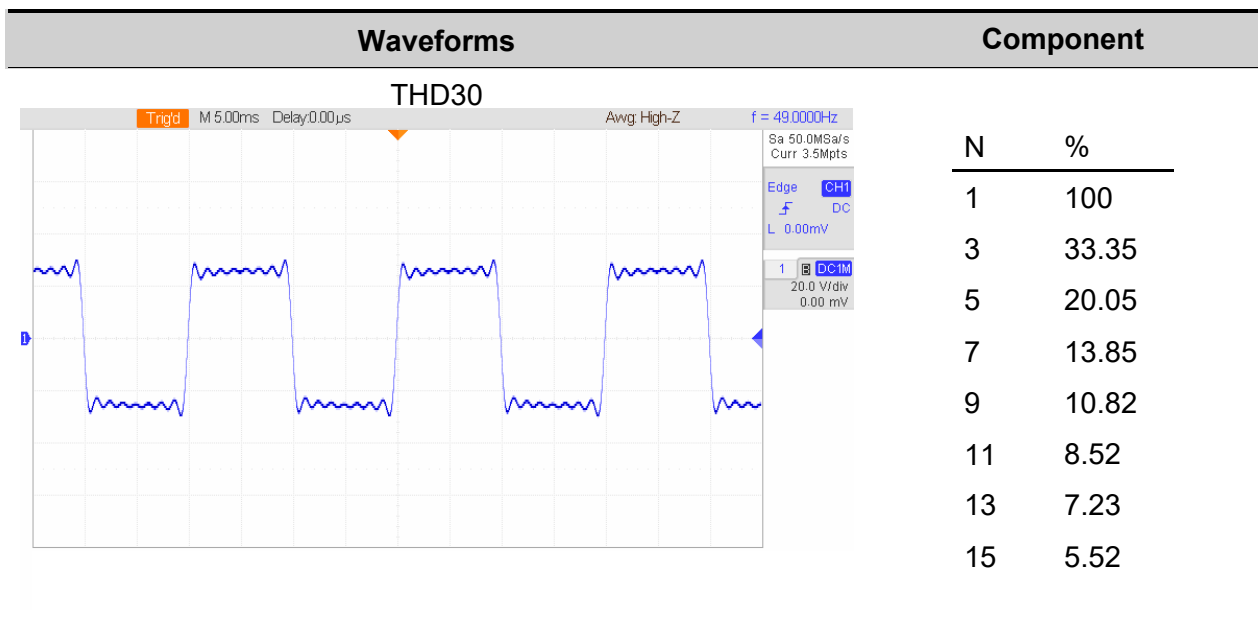 Waveforms Component
THD30
Trig'd M 5.00ms Delay:0.00μs Awg: High-Z f = 49.0000Hz
Sa 50.0MSa/s
Curr 3.5Mpts
Edge CH1
DC
L 0.00mV
1 B DC1M
20.0 V/div
0.00 mV
1
N %
1 100
3 33.35
5 20.05
7 13.85
9 10.82
11 8.52
13 7.23
15 5.52